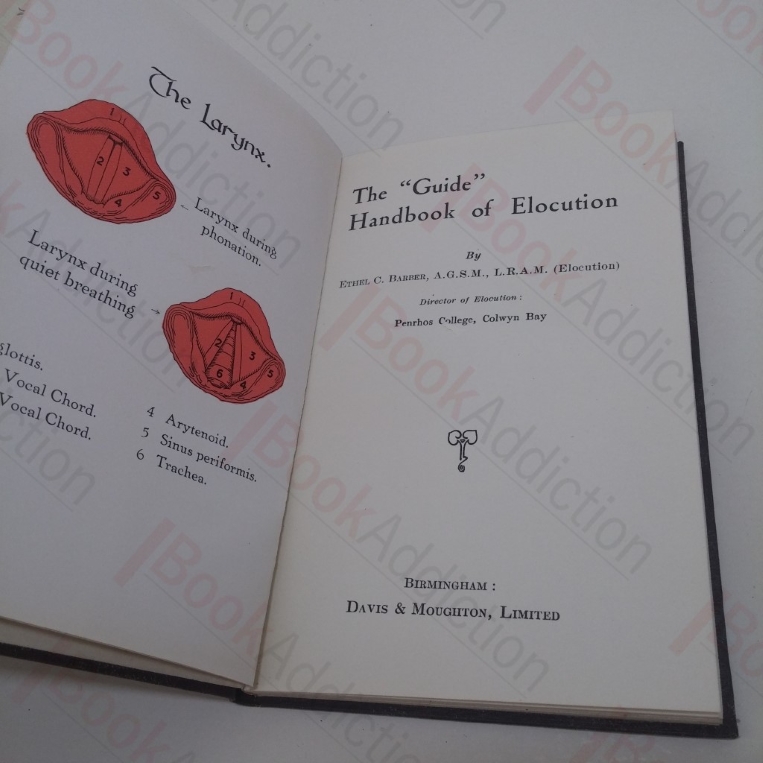 The Larynx.
1
2
3
4
5
Larynx during
phonation.
Larynx during
quiet breathing
1
2
3
4
5
6
glottis.
Vocal Chord.
Vocal Chord.
4 Arytenoid.
5 Sinus periformis.
6 Trachea.
The "Guide"
Handbook of Elocution
By
Ethel C. Barber, A.G.S.M., L.R.A.M. (Elocution)
Director of Elocution:
Penrhos College, Colwyn Bay
Birmingham:
Davis & Moughton, Limited
BookAddiction